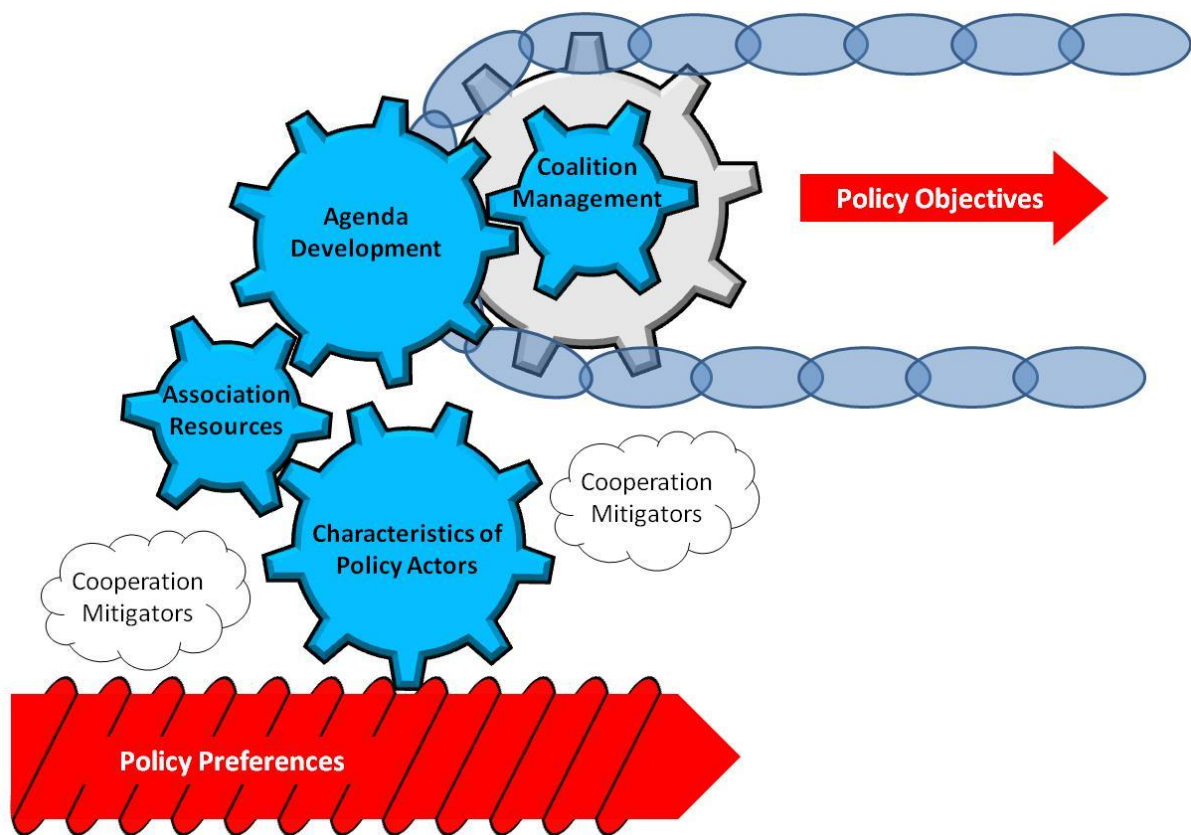 Coalition
Management
Agenda
Development
Policy Objectives
Association
Resources
Cooperation
Mitigators
Characteristics of
Policy Actors
Cooperation
Mitigators
Policy Preferences